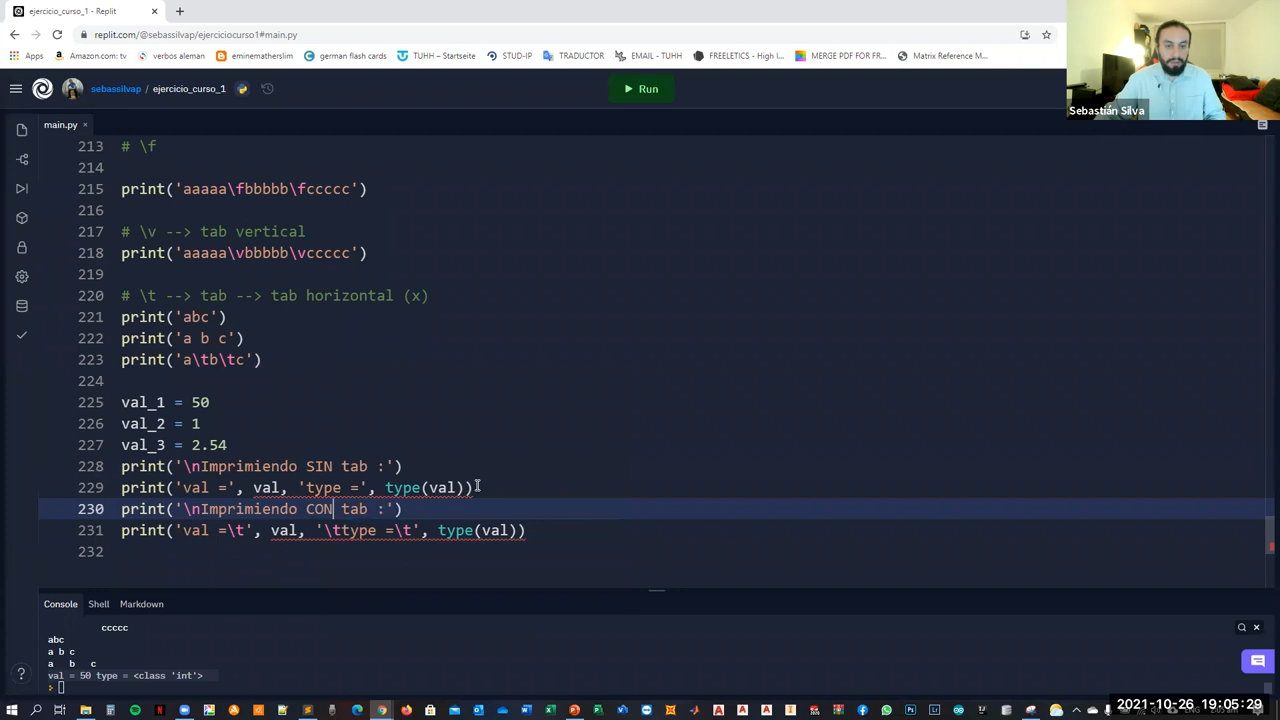 ejercicio_curso_1 - Replit
replit.com/@sebassilvap/ejerciciocurso1#main.py
Apps
Amazon.com: tv
verbos aleman
eminematherslim
german flash cards
TUHH – Startseite
STUD-IP
TRADUCTOR
EMAIL - TUHH
FREELETICS - High I...
MERGE PDF FOR FR...
Matrix Reference M...
Sebastián Silva
sebassilvap / ejercicio_curso_1
Run
main.py
213 # \f
214
215 print('aaaaa\fbbbbb\fccccc')
216
217 # \v --> tab vertical
218 print('aaaaa\vbbbbb\vccccc')
219
220 # \t --> tab --> tab horizontal (x)
221 print('abc')
222 print('a b c')
223 print('a\tb\tc')
224
225 val_1 = 50
226 val_2 = 1
227 val_3 = 2.54
228 print('\nImprimiendo SIN tab :')
229 print('val =', val, 'type =', type(val))
230 print('\nImprimiendo CON tab :')
231 print('val =\t', val, '\ttype =\t', type(val))
232
Console Shell Markdown
ccccc
abc
a b c
a b c
val = 50 type = <class 'int'>
2021-10-26 19:05:29